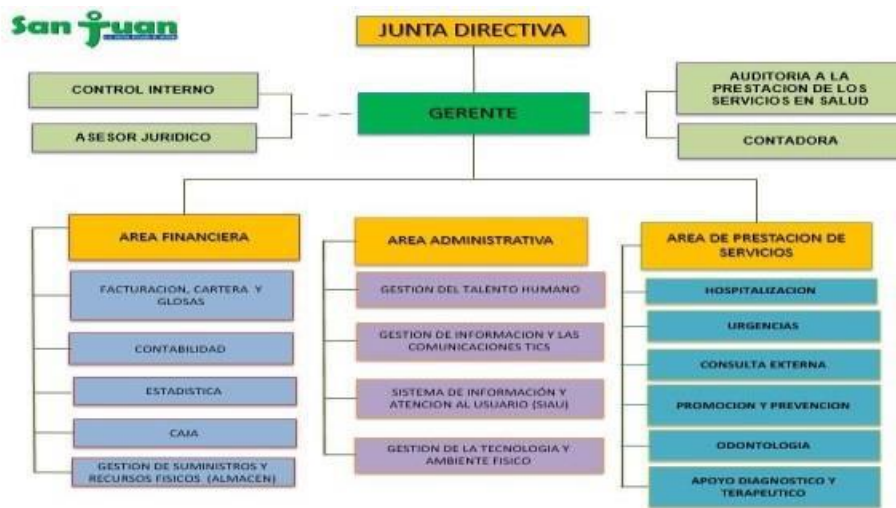 San Juan
JUNTA DIRECTIVA
CONTROL INTERNO
ASESOR JURIDICO
GERENTE
AUDITORIA A LA
PRESTACION DE LOS
SERVICIOS EN SALUD
CONTADORA
AREA FINANCIERA
FACTURACION, CARTERA Y
GLOSAS
CONTABILIDAD
ESTADISTICA
CAJA
GESTION DE SUMINISTROS Y
RECURSOS FISICOS (ALMACEN)
AREA ADMINISTRATIVA
GESTION DEL TALENTO HUMANO
GESTION DE INFORMACION Y LAS
COMUNICACIONES TICS
SISTEMA DE INFORMACIÓN Y
ATENCION AL USUARIO (SIAU)
GESTION DE LA TECNOLOGIA Y
AMBIENTE FISICO
AREA DE PRESTACION DE
SERVICIOS
HOSPITALIZACION
URGENCIAS
CONSULTA EXTERNA
PROMOCION Y PREVENCION
ODONTOLOGIA
APOYO DIAGNOSTICO Y
TERAPEUTICO